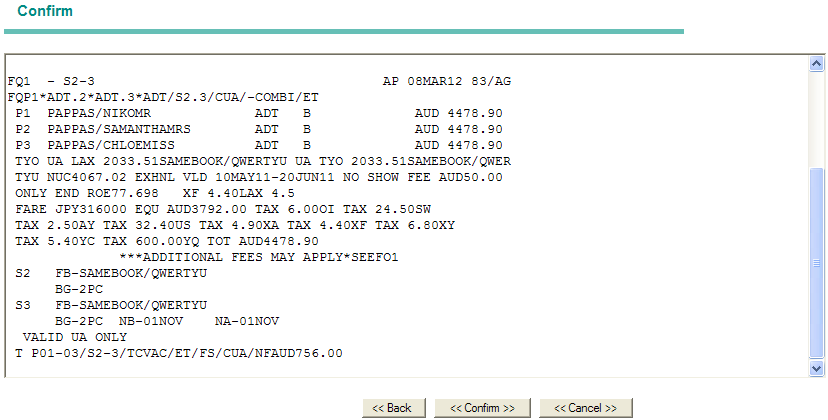 Confirm
FQ1 - S2-3 AP 08MAR12 83/AG
FQP1*ADT.2*ADT.3*ADT/S2.3/CUA/-COMBI/ET
P1 PAPPAS/NIKOMR ADT B AUD 4478.90
P2 PAPPAS/SAMANTHAMRS ADT B AUD 4478.90
P3 PAPPAS/CHLOEMISS ADT B AUD 4478.90
TYO UA LAX 2033.51SAMEBOOK/QWERTYU UA TYO 2033.51SAMEBOOK/QWER
TYU NUC4067.02 EXHNL VLD 10MAY11-20JUN11 NO SHOW FEE AUD50.00
ONLY END ROE77.698 XF 4.40LAX 4.5
FARE JPY316000 EQU AUD3792.00 TAX 6.00OI TAX 24.50SW
TAX 2.50AY TAX 32.40US TAX 4.90XA TAX 4.40XF TAX 6.80XY
TAX 5.40YC TAX 600.00YQ TOT AUD4478.90
***ADDITIONAL FEES MAY APPLY*SEEFO1
S2 FB-SAMEBOOK/QWERTYU
BG-2PC
S3 FB-SAMEBOOK/QWERTYU
BG-2PC NB-01NOV NA-01NOV
VALID UA ONLY
T P01-03/S2-3/TCVAC/ET/FS/CUA/NFAUD756.00
<< Back << Confirm >> << Cancel >>